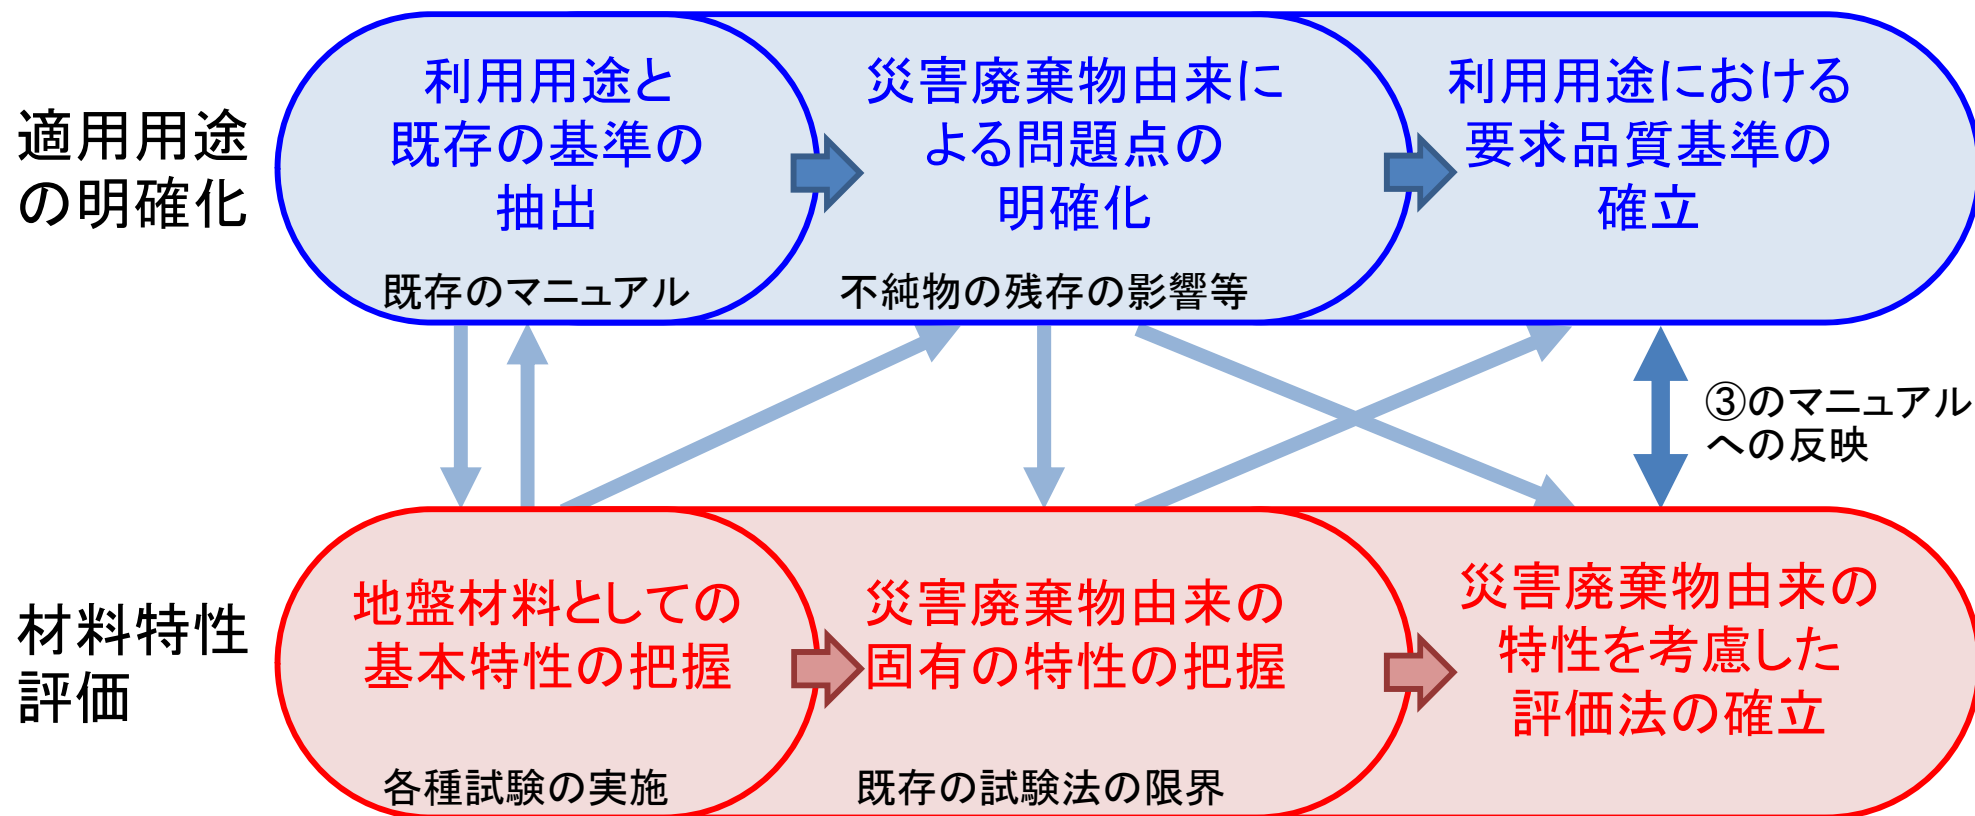 適用用途
の明確化
利用用途と
既存の基準の
抽出
既存のマニュアル
災害廃棄物由来に
よる問題点の
明確化
不純物の残存の影響等
利用用途における
要求品質基準の
確立
③のマニュアル
への反映
材料特性
評価
地盤材料としての
基本特性の把握
各種試験の実施
災害廃棄物由来の
固有の特性の把握
既存の試験法の限界
災害廃棄物由来の
特性を考慮した
評価法の確立